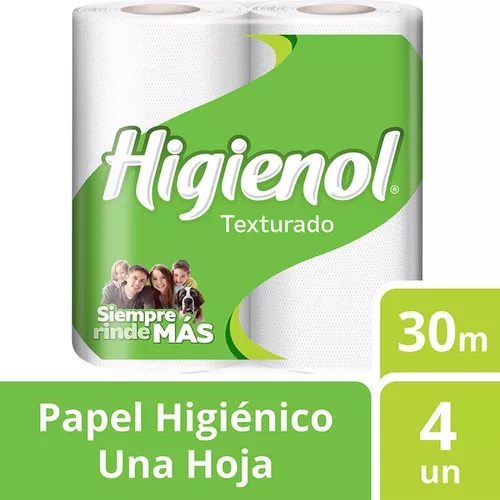 Higienol®
Texturado
Siempre
rinde MÁS
30m
Papel Higiénico
Una Hoja
4
un